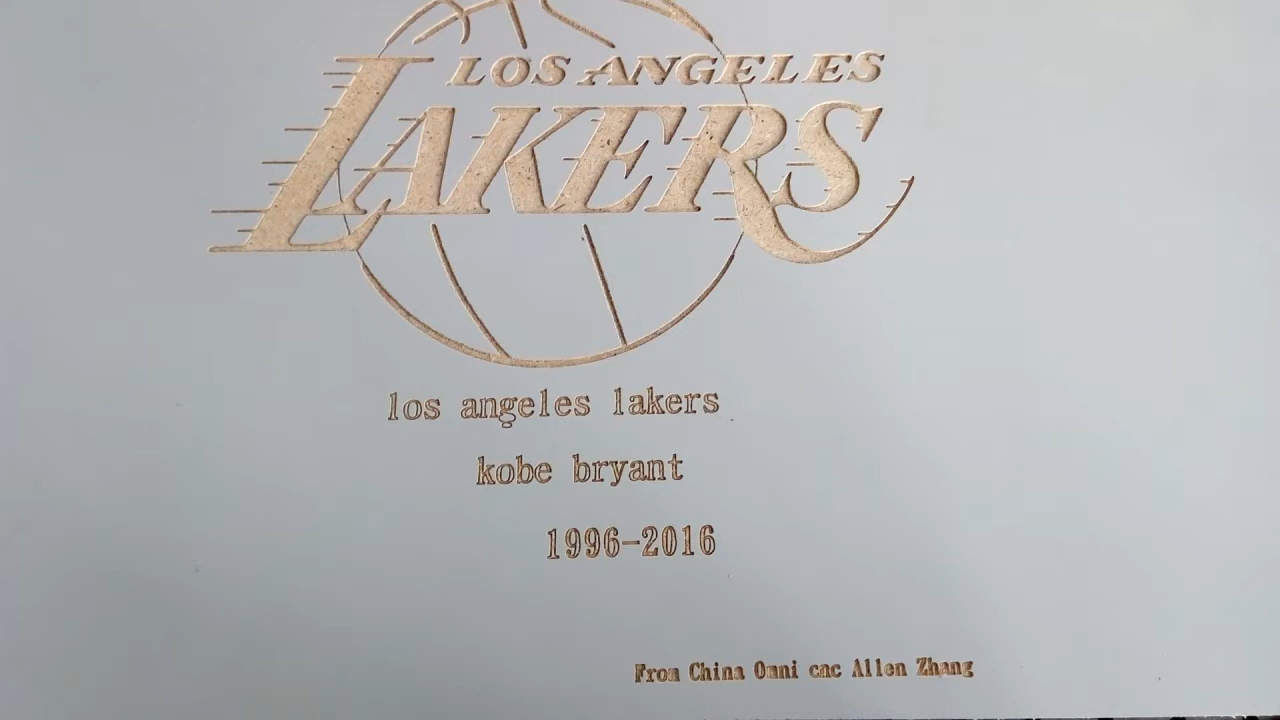 LOS ANGELES
LAKERS
los angeles lakers
kobe bryant
1996-2016
From China Omni cnc Allen Zhang